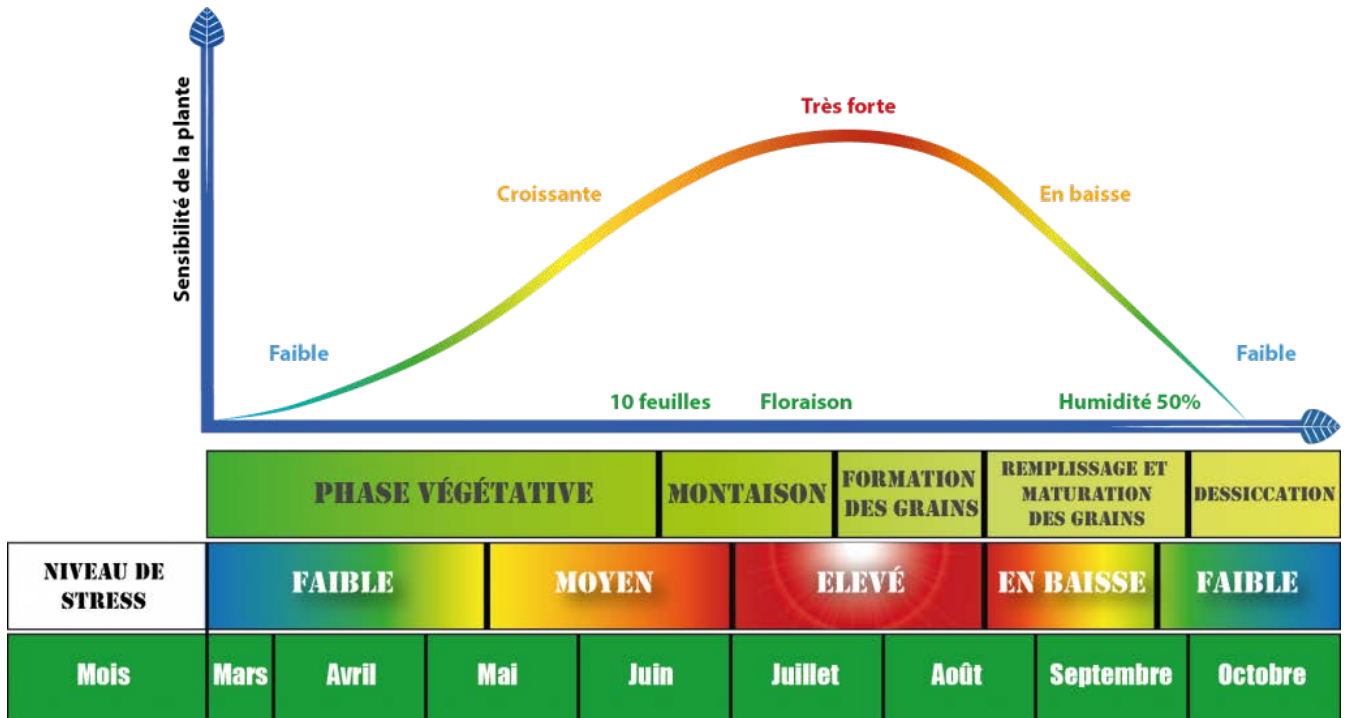 Sensibilité de la plante
Très forte
Croissante
En baisse
Faible
Faible
10 feuilles
Floraison
Humidité 50%
PHASE VÉGÉTATIVE
MONTAISON
FORMATION
DES GRAINS
REMPLISSAGE ET
MATURATION
DES GRAINS
DESSICCATION
NIVEAU DE
STRESS
FAIBLE
MOYEN
ELEVÉ
EN BAISSE
FAIBLE
Mois
Mars
Avril
Mai
Juin
Juillet
Août
Septembre
Octobre